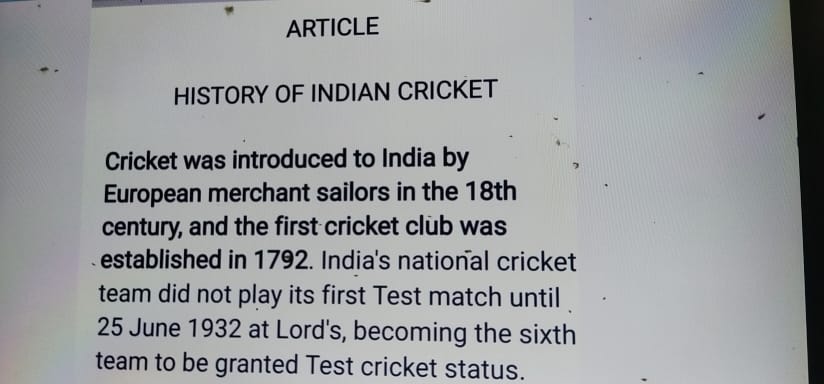 ARTICLE
HISTORY OF INDIAN CRICKET
Cricket was introduced to India by
European merchant sailors in the 18th
century, and the first cricket club was
established in 1792. India's national cricket
team did not play its first Test match until
25 June 1932 at Lord's, becoming the sixth
team to be granted Test cricket status.